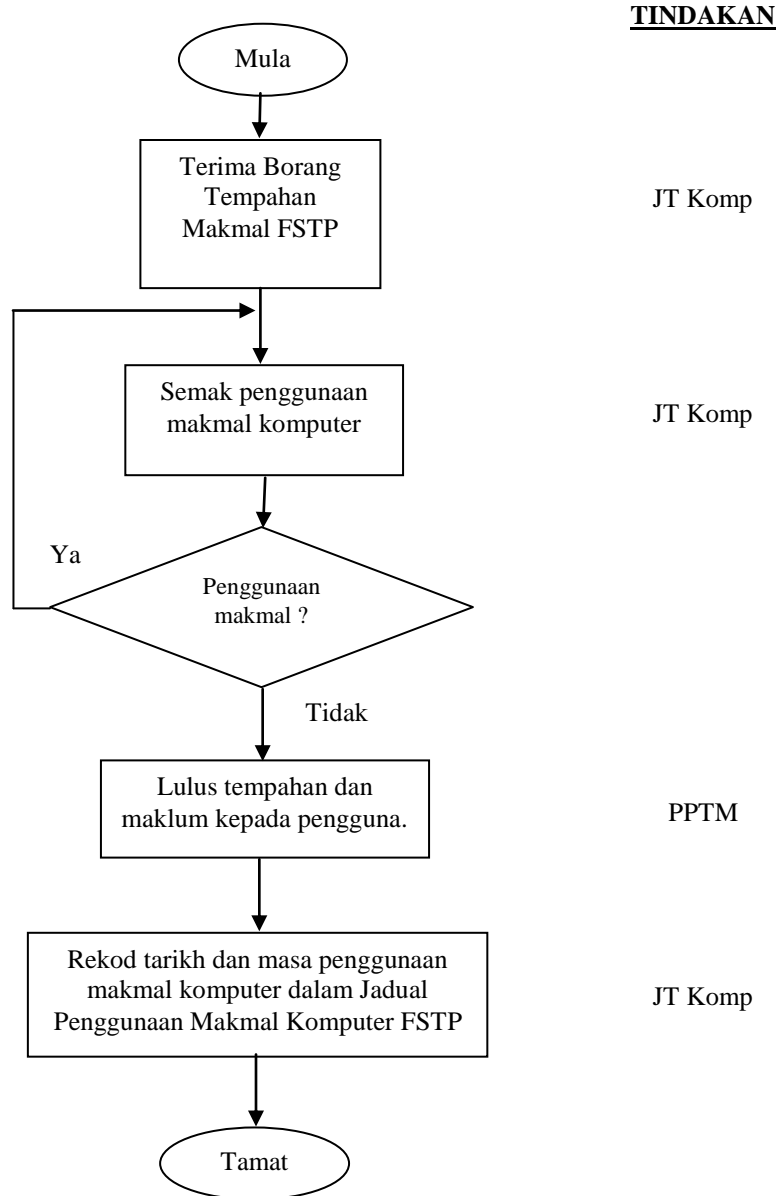 TINDAKAN
Mula
Terima Borang
Tempahan
Makmal FSTP
JT Komp
Semak penggunaan
makmal komputer
JT Komp
Ya
Penggunaan
makmal ?
Tidak
Lulus tempahan dan
maklum kepada pengguna.
PPTM
Rekod tarikh dan masa penggunaan
makmal komputer dalam Jadual
Penggunaan Makmal Komputer FSTP
JT Komp
Tamat